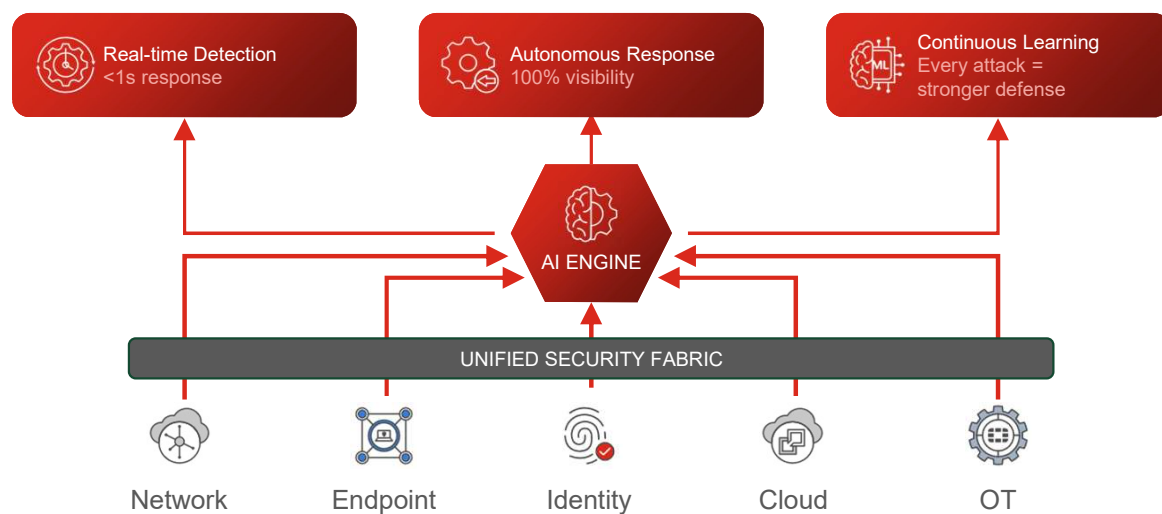 Real-time Detection
<1s response
Autonomous Response
100% visibility
Continuous Learning
Every attack =
stronger defense
ML
AI ENGINE
UNIFIED SECURITY FABRIC
Network
Endpoint
Identity
Cloud
OT